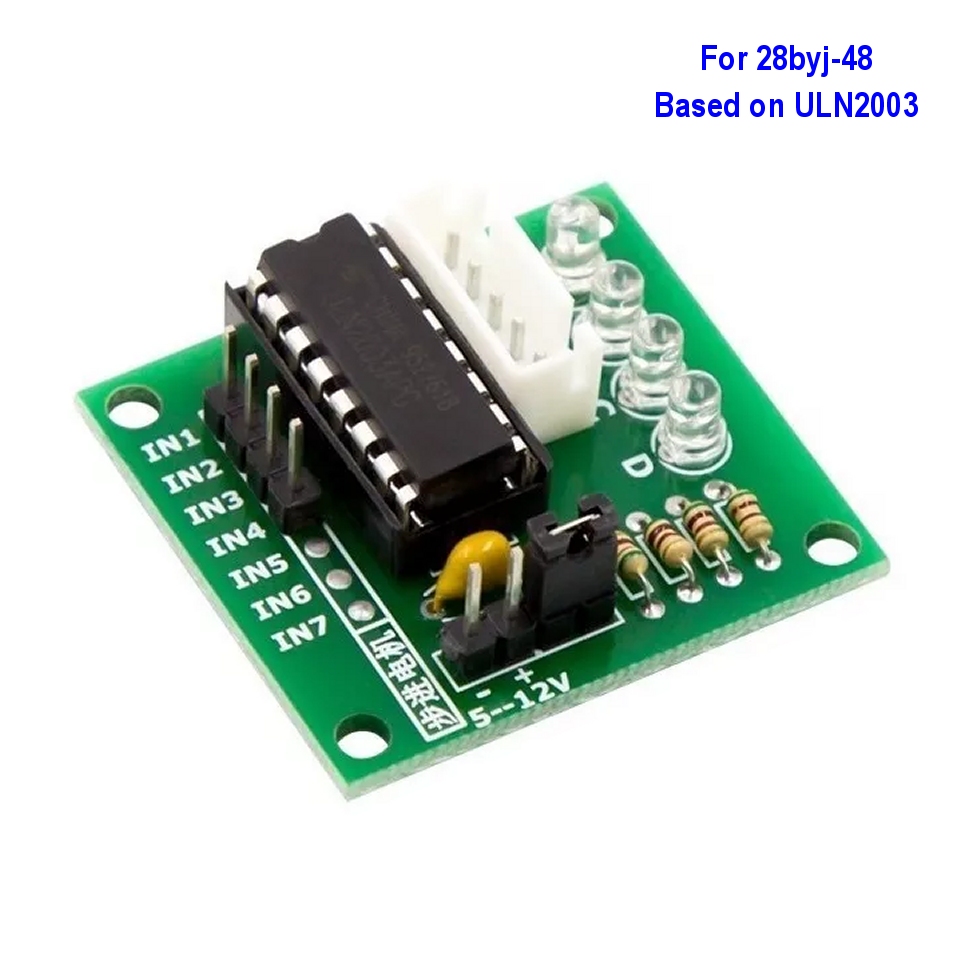 For 28byj-48
Based on ULN2003
IN1
IN2
IN3
IN4
IN5
IN6
IN7
步进电机
- +
5--12V
C
D